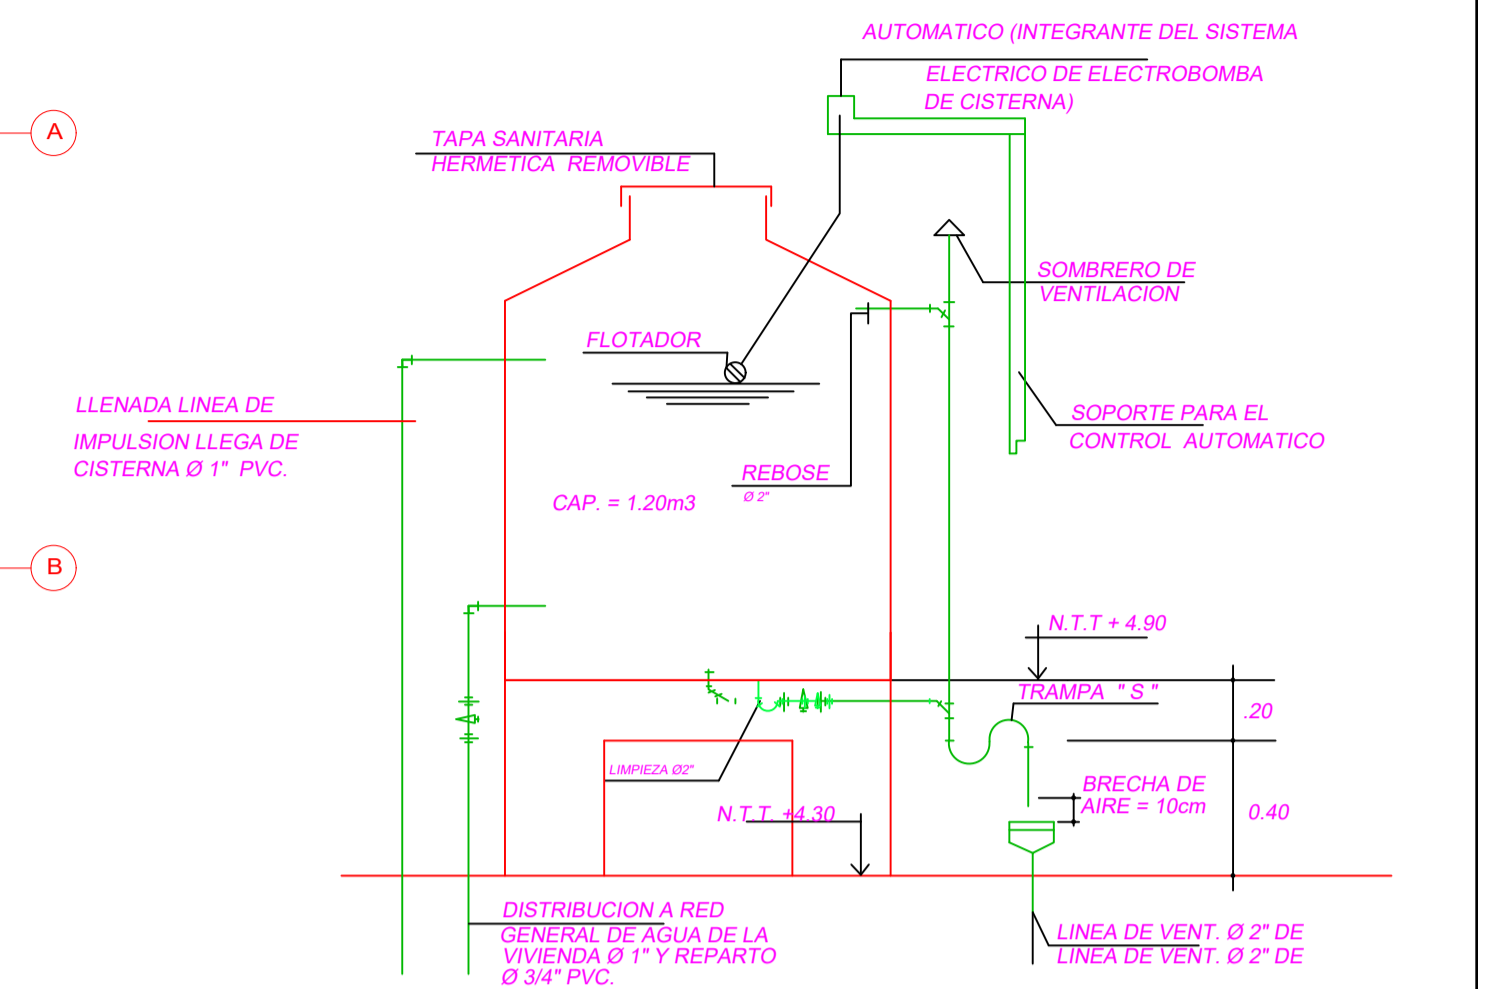 AUTOMATICO (INTEGRANTE DEL SISTEMA
ELECTRICO DE ELECTROBOMBA
DE CISTERNA)
A
TAPA SANITARIA
HERMETICA REMOVIBLE
SOMBRERO DE
VENTILACION
FLOTADOR
LLENADA LINEA DE
IMPULSION LLEGA DE
CISTERNA Ø 1" PVC.
SOPORTE PARA EL
CONTROL AUTOMATICO
REBOSE
Ø 2"
CAP. = 1.20m3
B
N.T.T + 4.90
TRAMPA " S "
.20
LIMPIEZA Ø2"
BRECHA DE
AIRE = 10cm
0.40
N.T.T. +4.30
DISTRIBUCION A RED
GENERAL DE AGUA DE LA
VIVIENDA Ø 1" Y REPARTO
Ø 3/4" PVC.
LINEA DE VENT. Ø 2" DE
LINEA DE VENT. Ø 2" DE